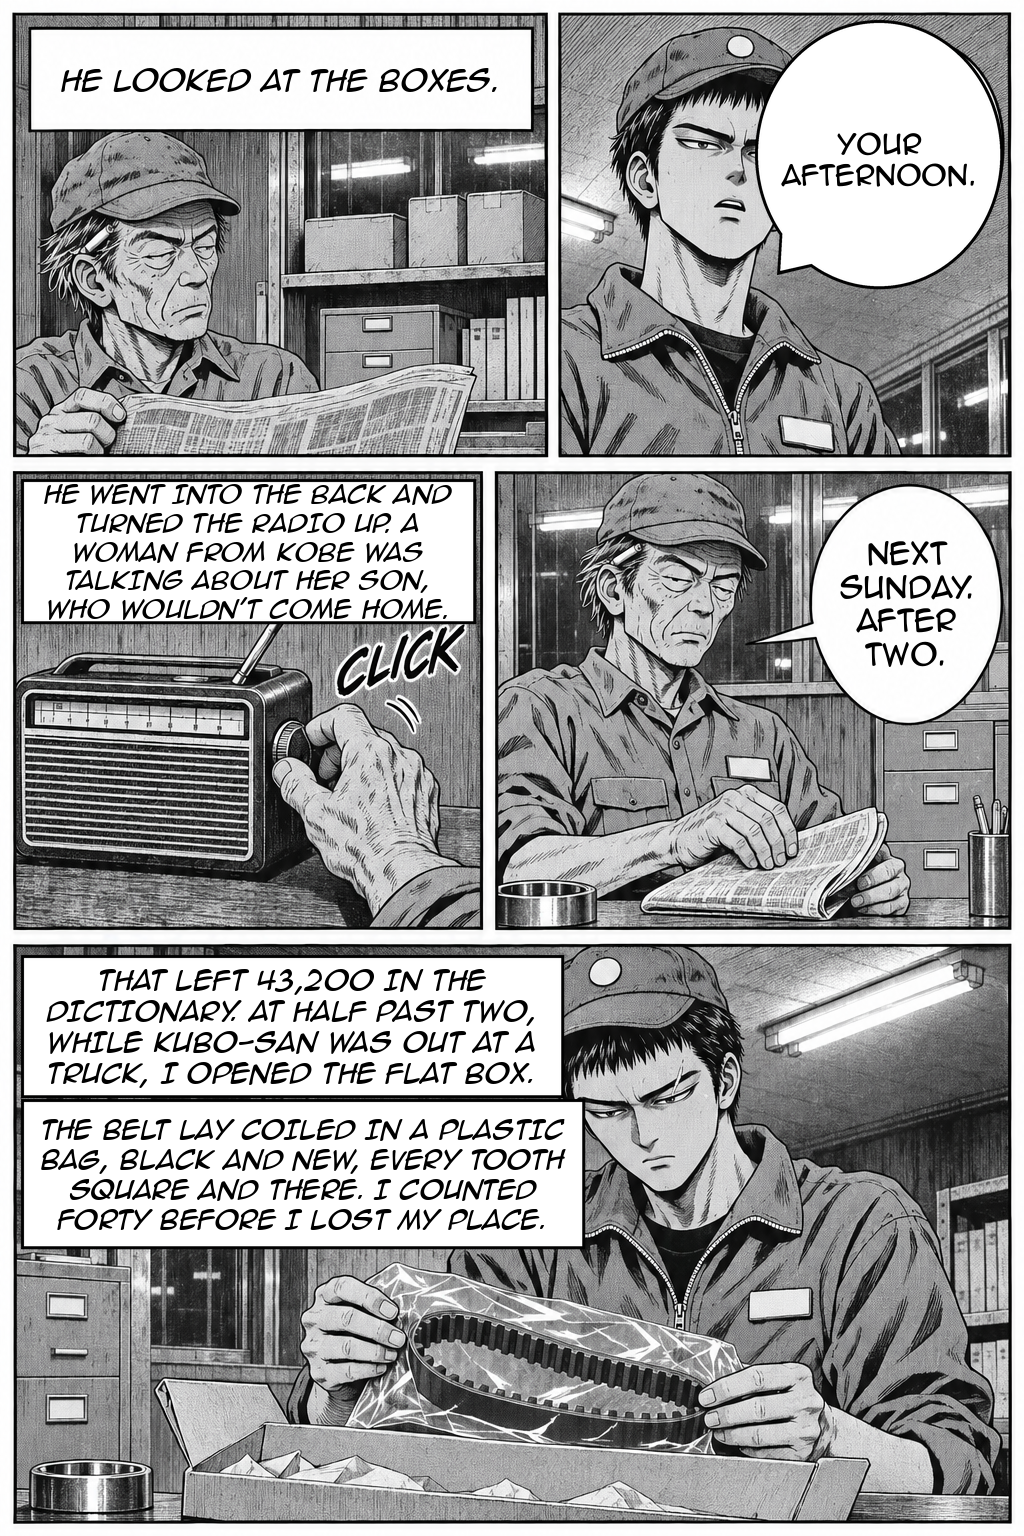 HE LOOKED AT THE BOXES.
YOUR
AFTERNOON.
HE WENT INTO THE BACK AND
TURNED THE RADIO UP. A
WOMAN FROM KOBE WAS
TALKING ABOUT HER SON,
WHO WOULDN'T COME HOME.
CLICK
NEXT
SUNDAY.
AFTER
TWO.
THAT LEFT 43,200 IN THE
DICTIONARY. AT HALF PAST TWO,
WHILE KUBO-SAN WAS OUT AT A
TRUCK, I OPENED THE FLAT BOX.
THE BELT LAY COILED IN A PLASTIC
BAG, BLACK AND NEW, EVERY TOOTH
SQUARE AND THERE. I COUNTED
FORTY BEFORE I LOST MY PLACE.